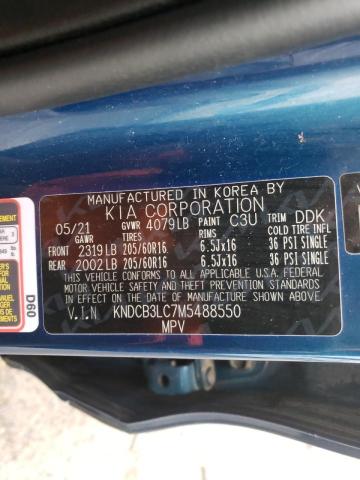 MANUFACTURED IN KOREA BY
KIA CORPORATION
05/21 GVWR 4079LB PAINT C3U TRIM DDK
GAWR TIRES RIMS COLD TIRE INFL
FRONT 2319LB 205/60R16 6.5Jx16 36 PSI SINGLE
REAR 2002LB 205/60R16 6.5Jx16 36 PSI SINGLE
THIS VEHICLE CONFORMS TO ALL APPLICABLE U.S.A FEDERAL
MOTOR VEHICLE SAFETY AND THEFT PREVENTION STANDARDS
IN EFFECT ON THE DATE OF MANUFACTURE SHOWN ABOVE.
V.I.N KNDCB3LC7M5488550
MPV
D60